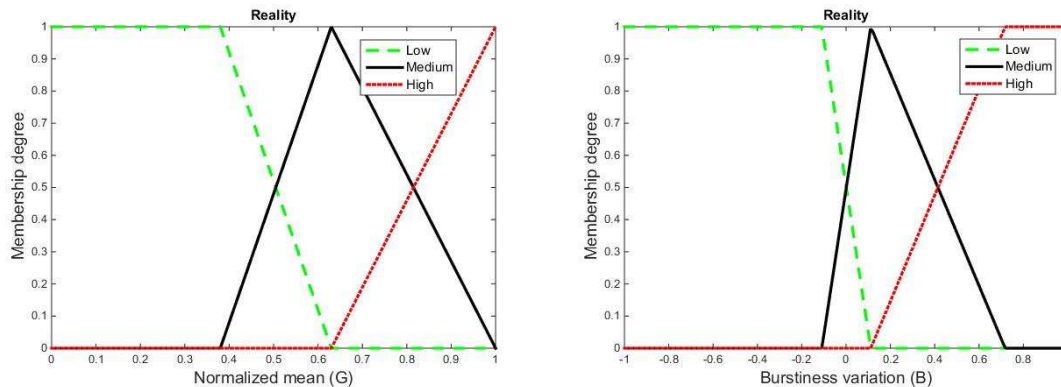 Reality
1
0.9
0.8
0.7
0.6
0.5
0.4
0.3
0.2
0.1
0
Membership degree
Low
Medium
High
0 0.1 0.2 0.3 0.4 0.5 0.6 0.7 0.8 0.9 1
Normalized mean (G)
Reality
1
0.9
0.8
0.7
0.6
0.5
0.4
0.3
0.2
0.1
0
Membership degree
Low
Medium
High
-1 -0.8 -0.6 -0.4 -0.2 0 0.2 0.4 0.6 0.8
Burstiness variation (B)